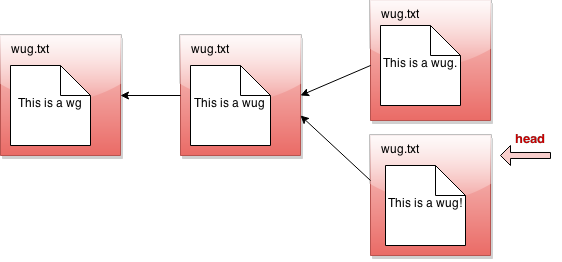 wug.txt
This is a wg
wug.txt
This is a wug
wug.txt
This is a wug.
wug.txt
This is a wug!
head